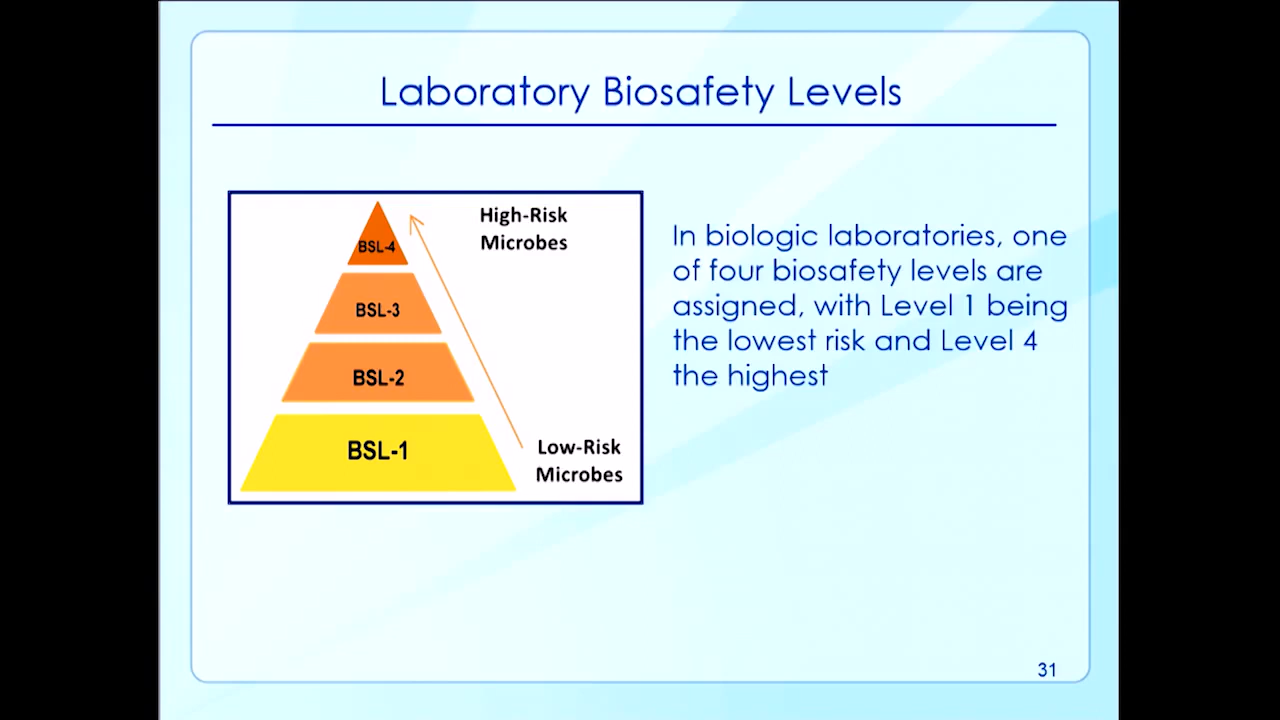 Laboratory Biosafety Levels
High-Risk
Microbes
BSL-4
BSL-3
BSL-2
BSL-1
Low-Risk
Microbes
In biologic laboratories, one
of four biosafety levels are
assigned, with Level 1 being
the lowest risk and Level 4
the highest
31